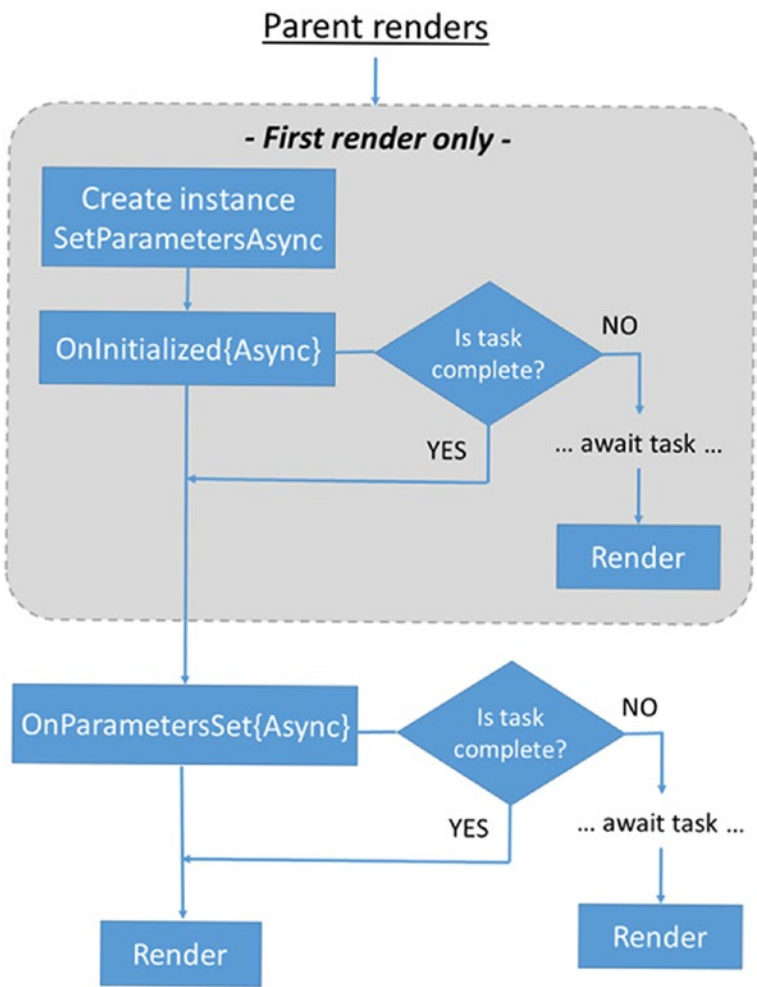 Parent renders
- First render only -
Create instance
SetParametersAsync
OnInitialized{Async}
Is task
complete?
NO
YES
... await task ...
Render
OnParametersSet{Async}
Is task
complete?
NO
YES
... await task ...
Render
Render